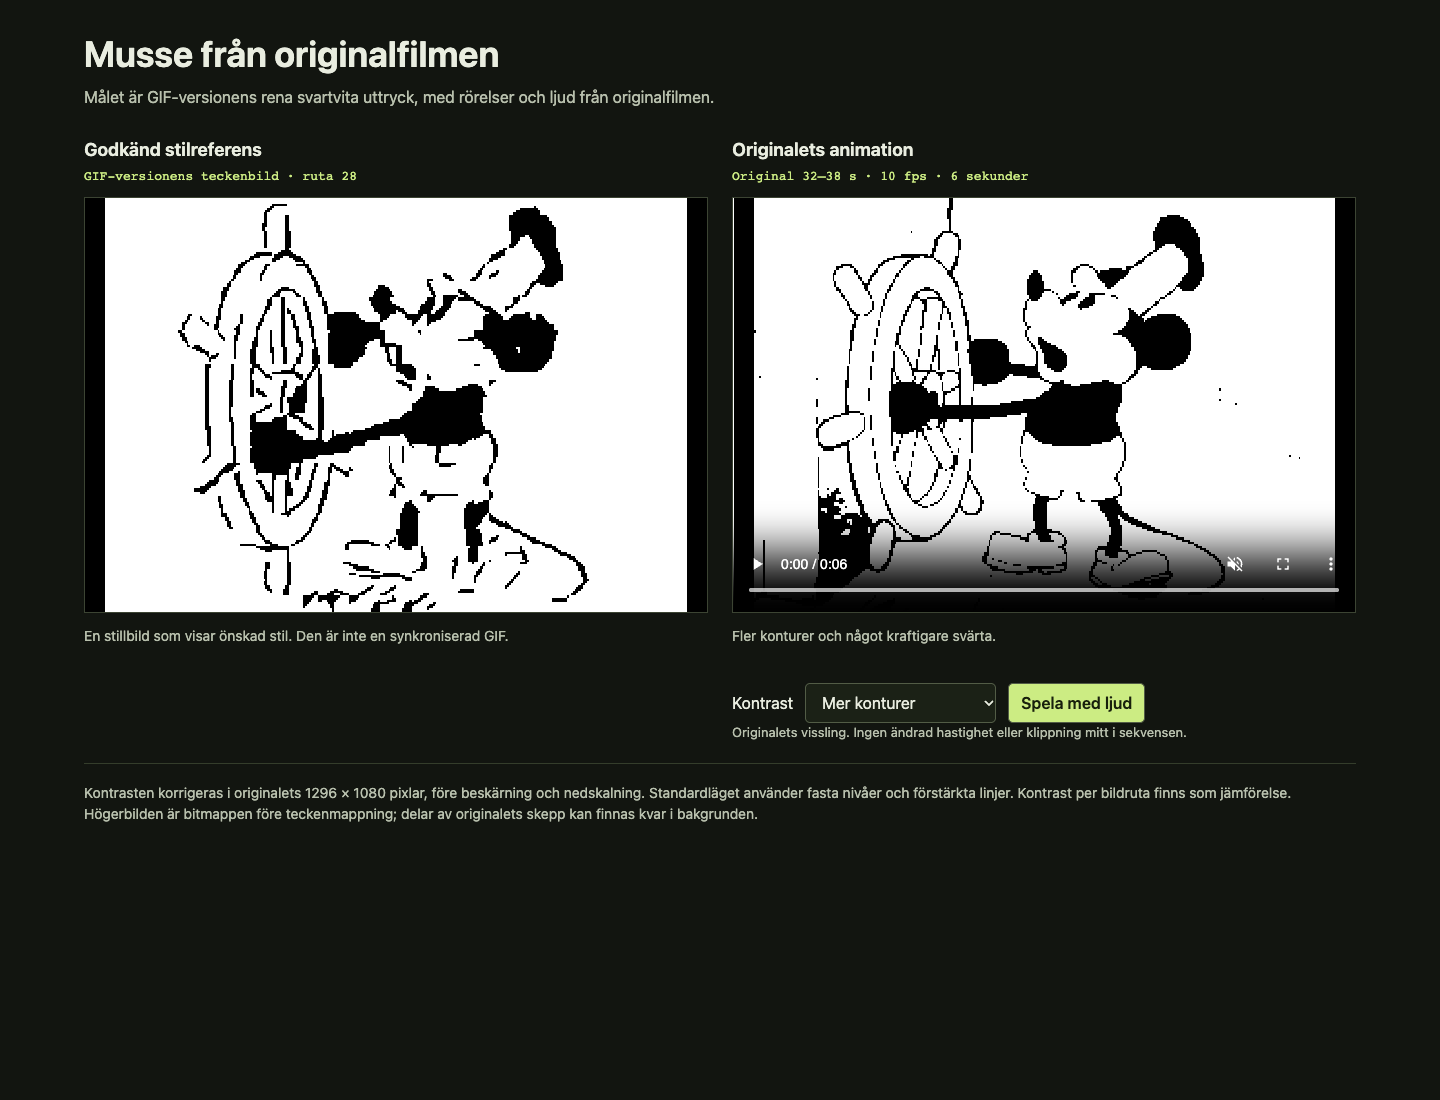 Musse från originalfilmen
Målet är GIF-versionens rena svartvita uttryck, med rörelser och ljud från originalfilmen.
Godkänd stilreferens
GIF-versionens teckenbild · ruta 28
En stillbild som visar önskad stil. Den är inte en synkroniserad GIF.
Originalets animation
Original 32–38 s · 10 fps · 6 sekunder
0:00 / 0:06
Fler konturer och något kraftigare svärta.
Kontrast Mer konturer Spela med ljud
Originalets vissling. Ingen ändrad hastighet eller klippning mitt i sekvensen.
Kontrasten korrigeras i originalets 1296 × 1080 pixlar, före beskärning och nedskalning. Standardläget använder fasta nivåer och förstärkta linjer. Kontrast per bildruta finns som jämförelse.
Högerbilden är bitmappen före teckenmappning; delar av originalets skepp kan finnas kvar i bakgrunden.